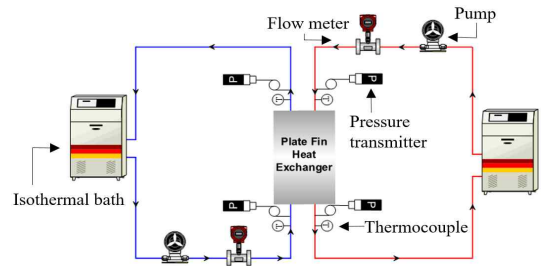 Flow meter
Pump
P
P
T
T
Plate Fin
Heat
Exchanger
Pressure
transmitter
Isothermal bath
P
P
T
T
Thermocouple